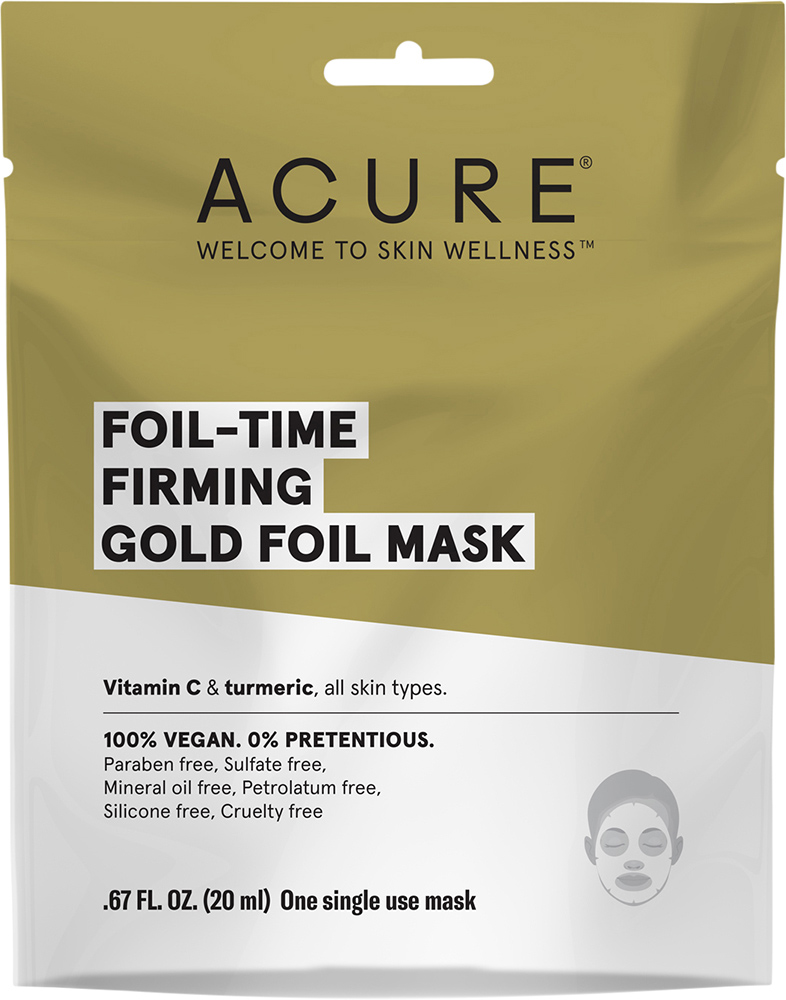 ACURE®
WELCOME TO SKIN WELLNESS™
FOIL-TIME
FIRMING
GOLD FOIL MASK
Vitamin C & turmeric, all skin types.
100% VEGAN. 0% PRETENTIOUS.
Paraben free, Sulfate free,
Mineral oil free, Petrolatum free,
Silicone free, Cruelty free
.67 FL. OZ. (20 ml) One single use mask